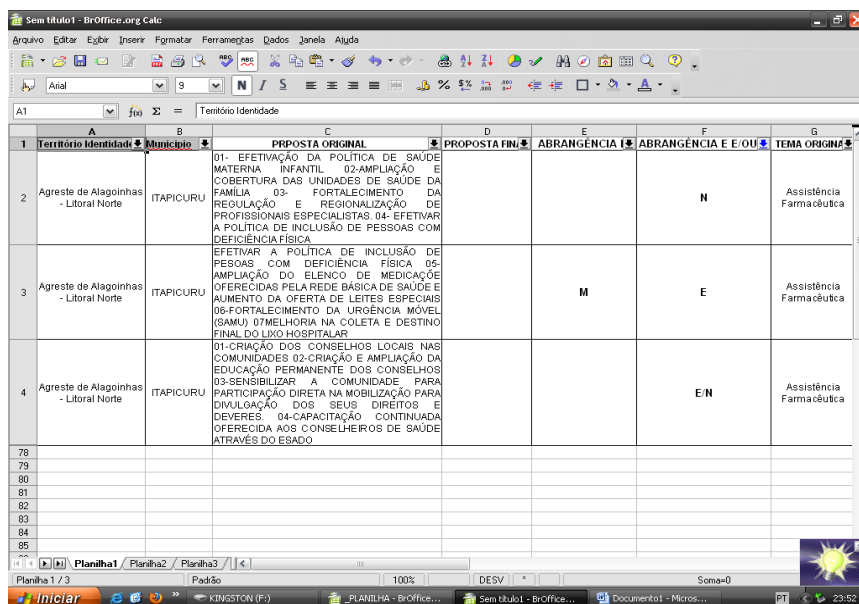 Sem título1 - BrOffice.org Calc
Arquivo Editar Exibir Inserir Formatar Ferramentas Dados Janela Ajuda
Arial 9 N I S
A1 f(x) Σ = Território Identidade
A B C D E F G
1 Território Identidade Município PRPOSTA ORIGINAL PROPOSTA FINA ABRANGÊNCIA ABRANGÊNCIA E E/OU TEMA ORIGINA
2 Agreste de Alagoinhas - Litoral Norte ITAPICURU N Assistência Farmacêutica
01- EFETIVAÇÃO DA POLÍTICA DE SAÚDE
MATERNA INFANTIL 02-AMPLIAÇÃO E
COBERTURA DAS UNIDADES DE SAÚDE DA
FAMÍLIA 03- FORTALECIMENTO DA
REGULAÇÃO E REGIONALIZAÇÃO DE
PROFISSIONAIS ESPECIALISTAS. 04- EFETIVAR
A POLÍTICA DE INCLUSÃO DE PESSOAS COM
DEFICIÊNCIA FÍSICA
3 Agreste de Alagoinhas - Litoral Norte ITAPICURU M E Assistência Farmacêutica
EFETIVAR A POLÍTICA DE INCLUSÃO DE
PESOAS COM DEFICIÊNCIA FÍSICA 05-
AMPLIAÇÃO DO ELENCO DE MEDICAÇÕE
OFERECIDAS PELA REDE BÁSICA DE SAÚDE E
AUMENTO DA OFERTA DE LEITES ESPECIAIS
06-FORTALECIMENTO DA URGÊNCIA MÓVEL
(SAMU) 07MELHORIA NA COLETA E DESTINO
FINAL DO LIXO HOSPITALAR
4 Agreste de Alagoinhas - Litoral Norte ITAPICURU E/N Assistência Farmacêutica
01-CRIAÇÃO DOS CONSELHOS LOCAIS NAS
COMUNIDADES 02-CRIAÇÃO E AMPLIAÇÃO DA
EDUCAÇÃO PERMANENTE DOS CONSELHOS
03-SENSIBILIZAR A COMUNIDADE PARA
PARTICIPAÇÃO DIRETA NA MOBILIZAÇÃO PARA
DIVULGAÇÃO DOS SEUS DIREITOS E
DEVERES. 04-CAPACITAÇÃO CONTINUADA
OFERECIDA AOS CONSELHEIROS DE SAÚDE
ATRAVÉS DO ESADO
78
79
80
81
82
83
84
85
Planilha1 Planilha2 Planilha3
Planilha 1 / 3 Padrão 100% DESV * Soma=0
Iniciar KINGSTON (F:) _PLANILHA - BrOffice... Sem título1 - BrOffice... Documento1 - Micros... PT 23:52